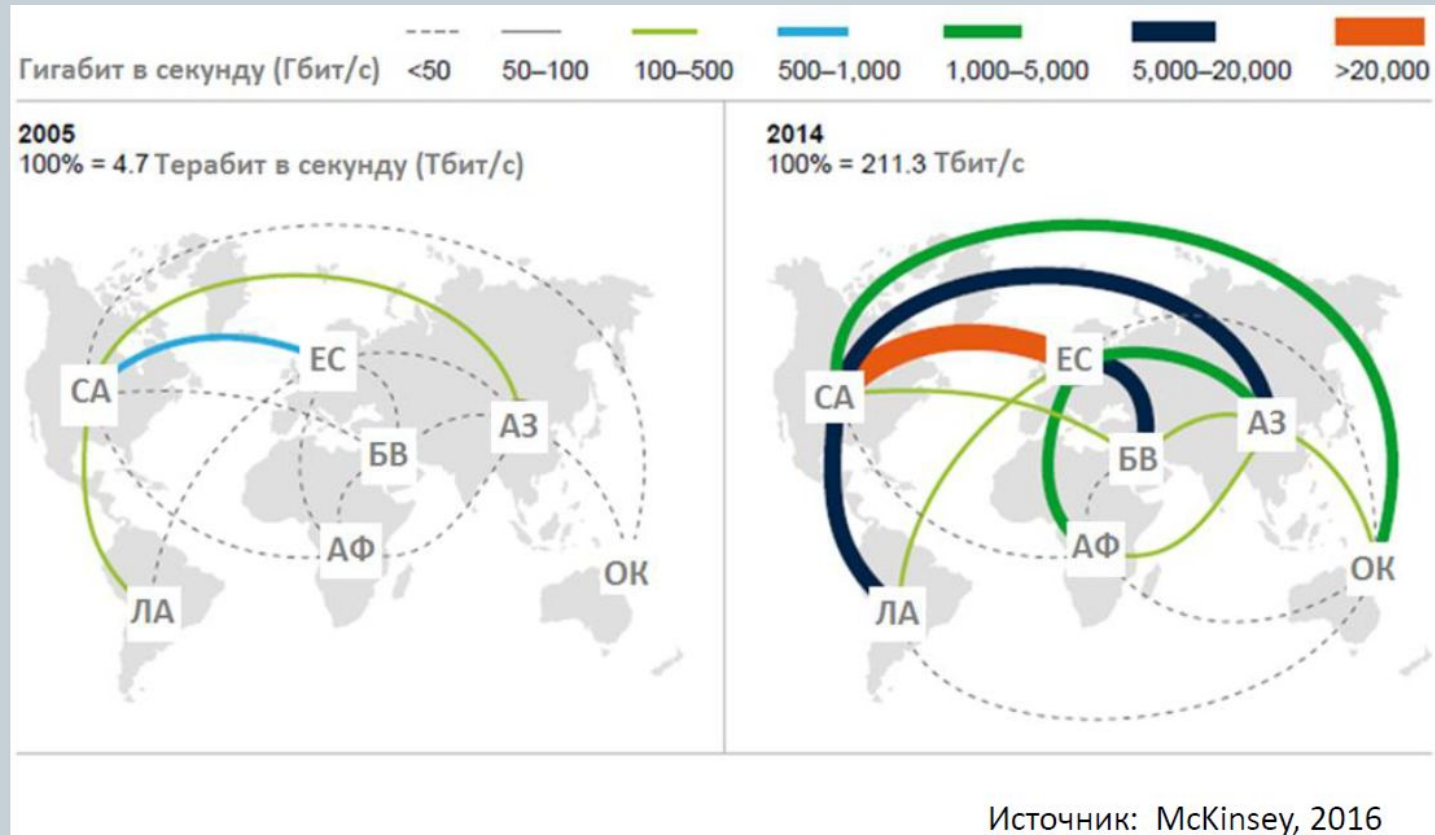 Гигабит в секунду (Гбит/с) <50 50–100 100–500 500–1,000 1,000–5,000 5,000–20,000 >20,000
2005
100% = 4.7 Терабит в секунду (Тбит/с)
СА
ЕС
АЗ
БВ
АФ
ОК
ЛА
2014
100% = 211.3 Тбит/с
СА
ЕС
АЗ
БВ
АФ
ОК
ЛА
Источник: McKinsey, 2016